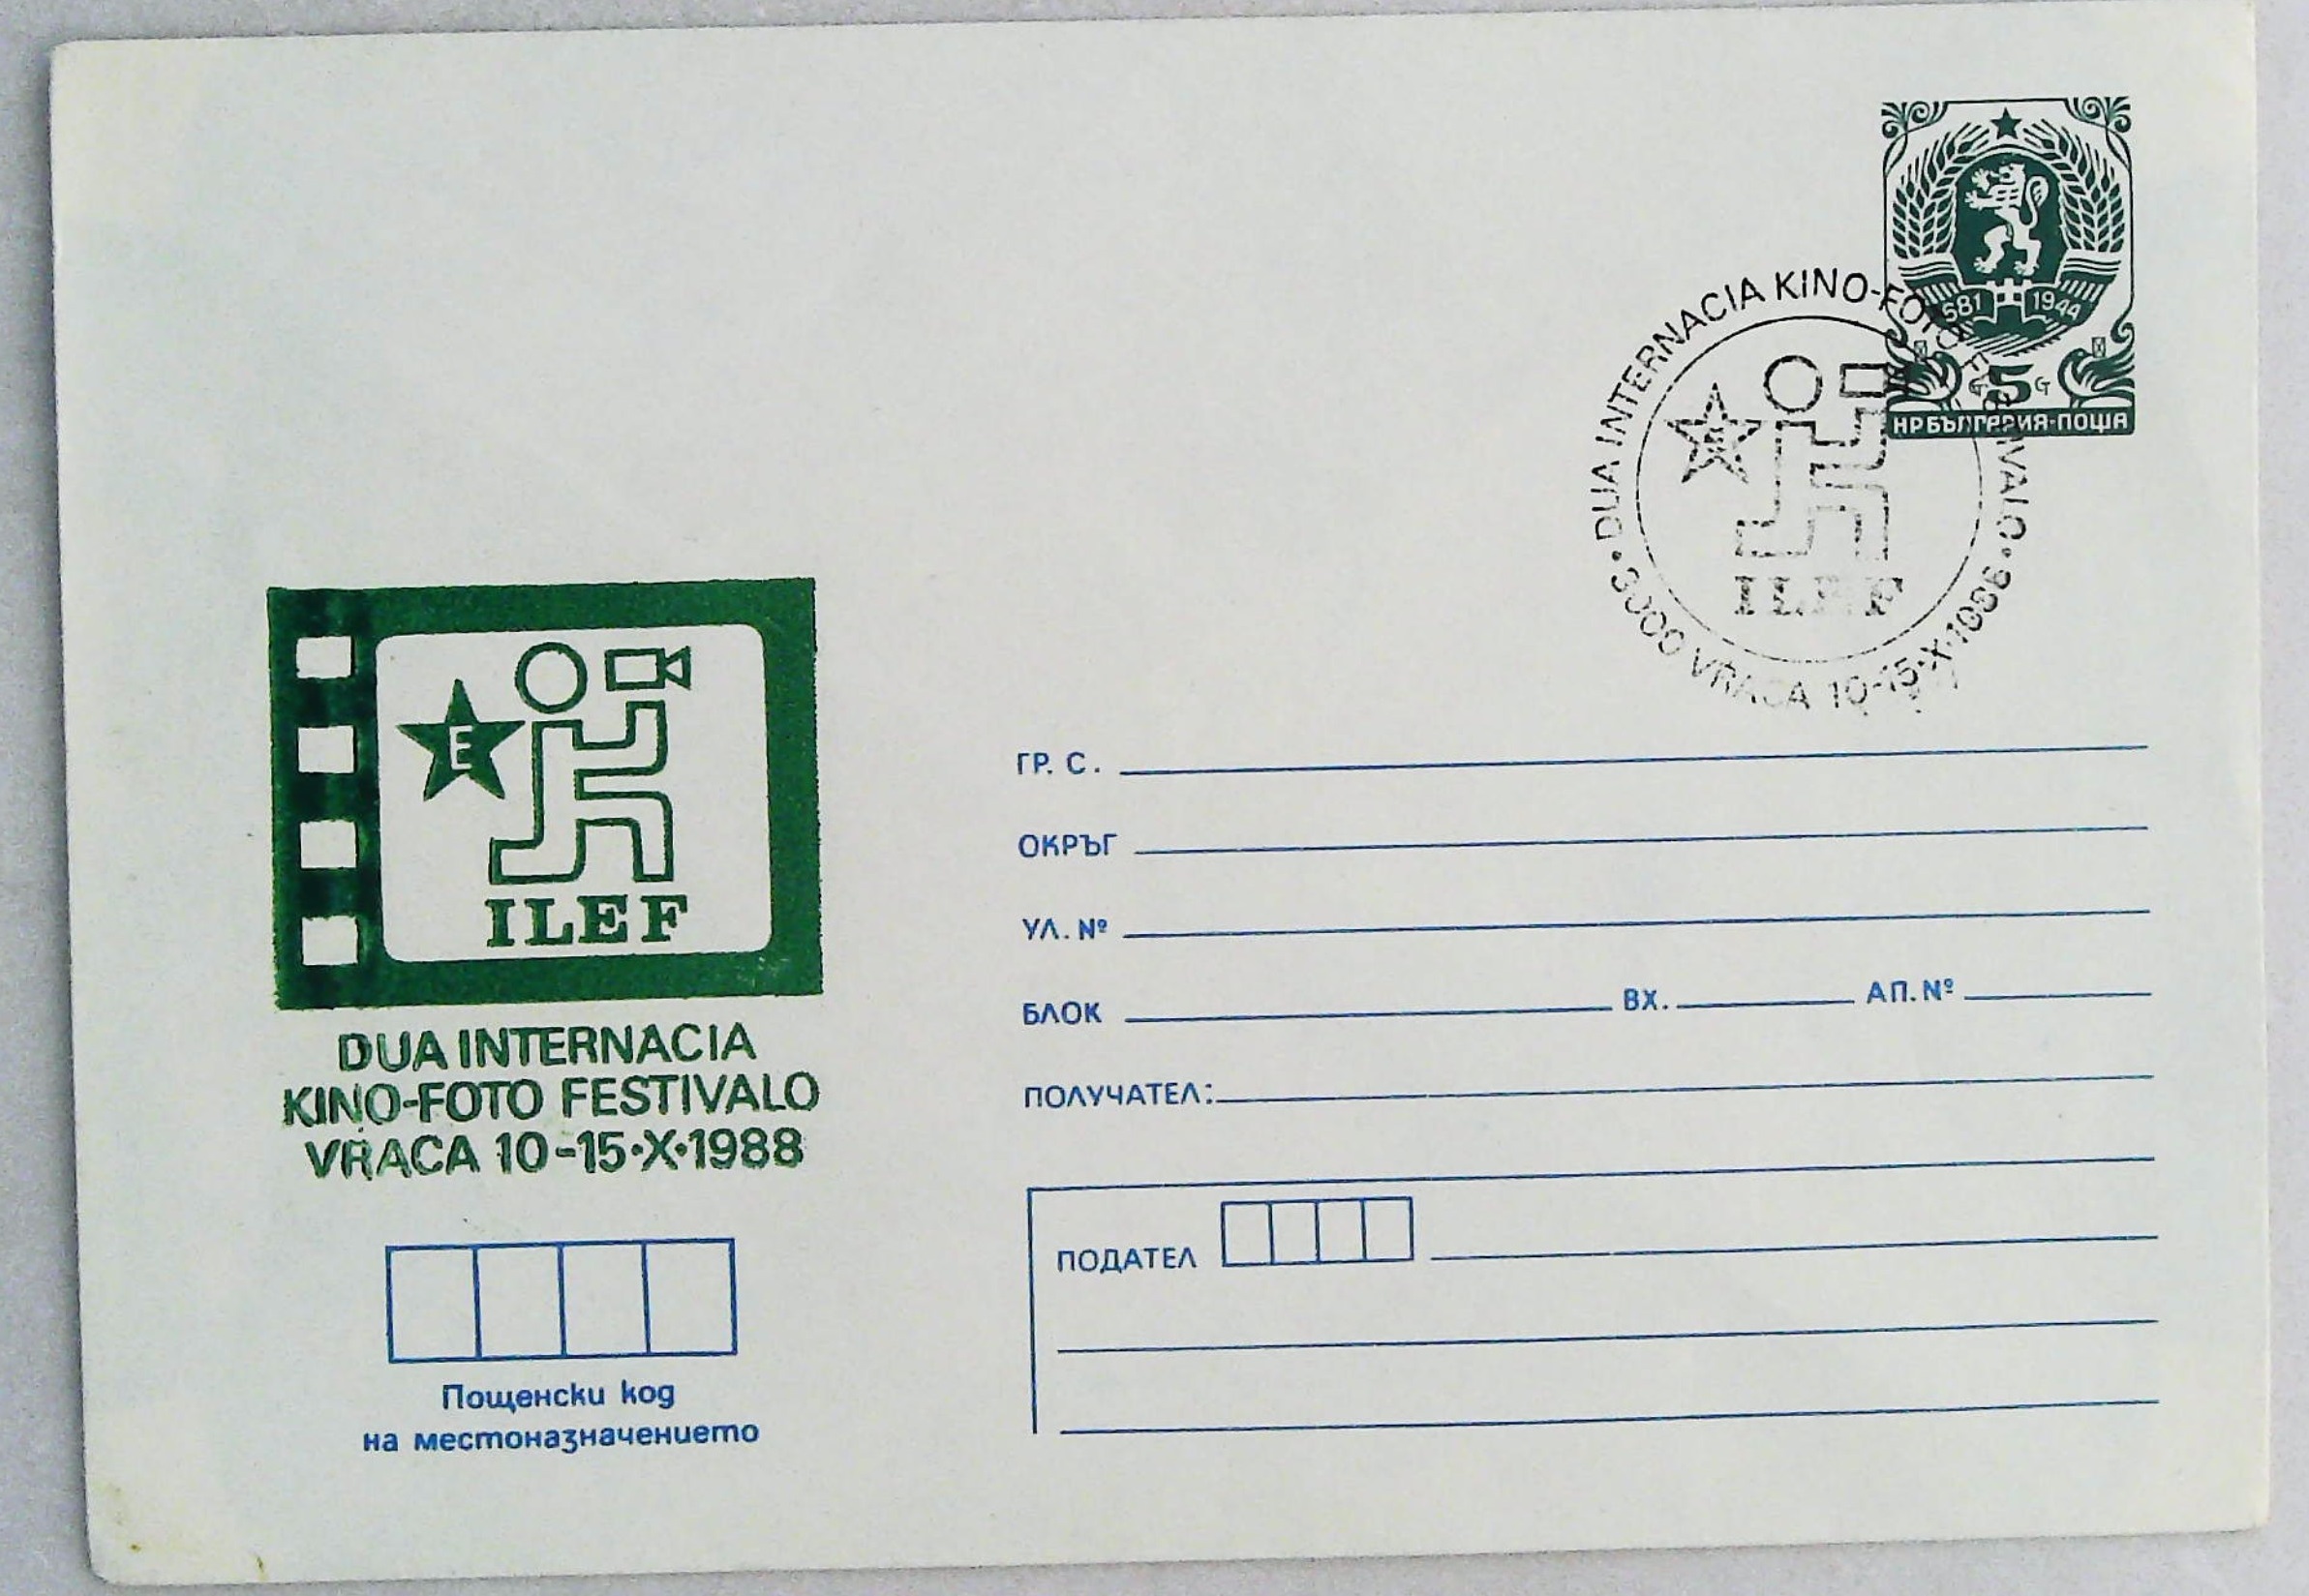 681 1944
5
НР БЪЛГАРИЯ·ПОЩА
DUA INTERNACIA KINO-FOTO FESTIVALO
3000 VRACA 10-15·X·1988
ILEF
E
ILEF
DUA INTERNACIA
KINO-FOTO FESTIVALO
VRACA 10-15·X·1988
ГР. С.
ОКРЪГ
УЛ. №
БЛОК ВХ. АП. №
ПОЛУЧАТЕЛ:
ПОДАТЕЛ
Пощенски код
на местоназначението